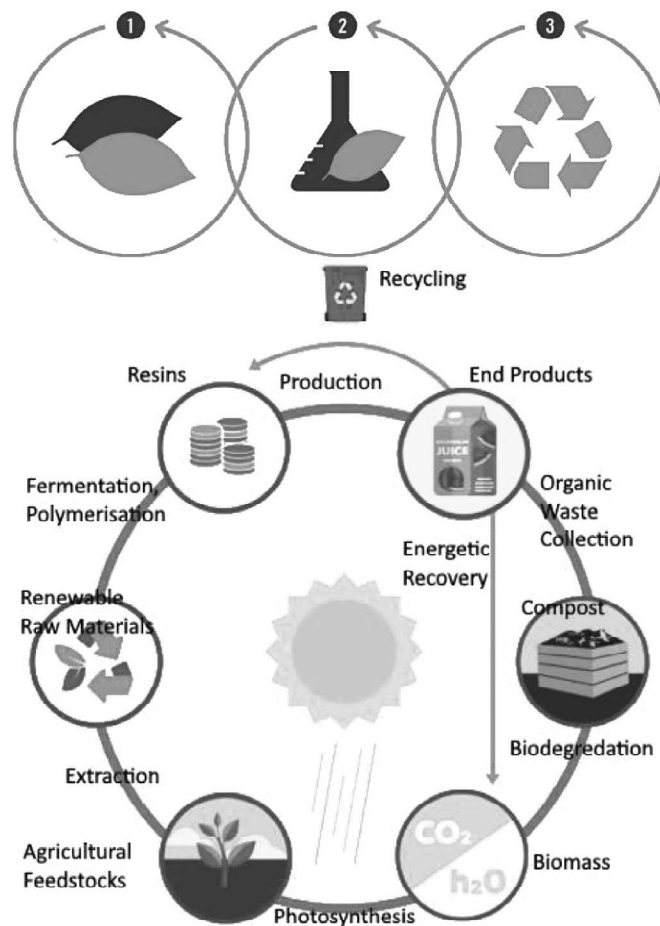 1 2 3
Recycling
Resins
Production
End Products
JUICE
Fermentation,
Polymerisation
Organic
Waste
Collection
Energetic
Recovery
Renewable
Raw Materials
Compost
Extraction
Biodegredation
Agricultural
Feedstocks
CO2
h2O
Biomass
Photosynthesis